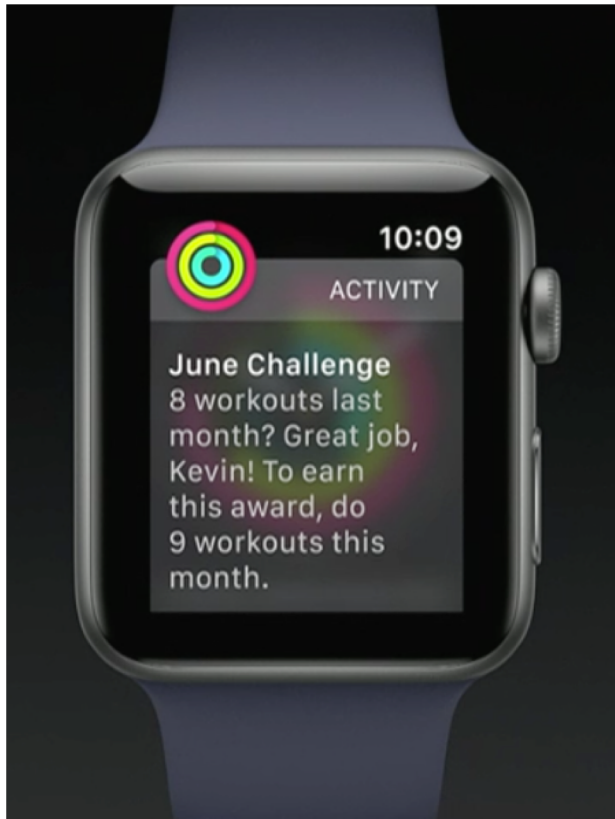 10:09
ACTIVITY
June Challenge
8 workouts last
month? Great job,
Kevin! To earn
this award, do
9 workouts this
month.